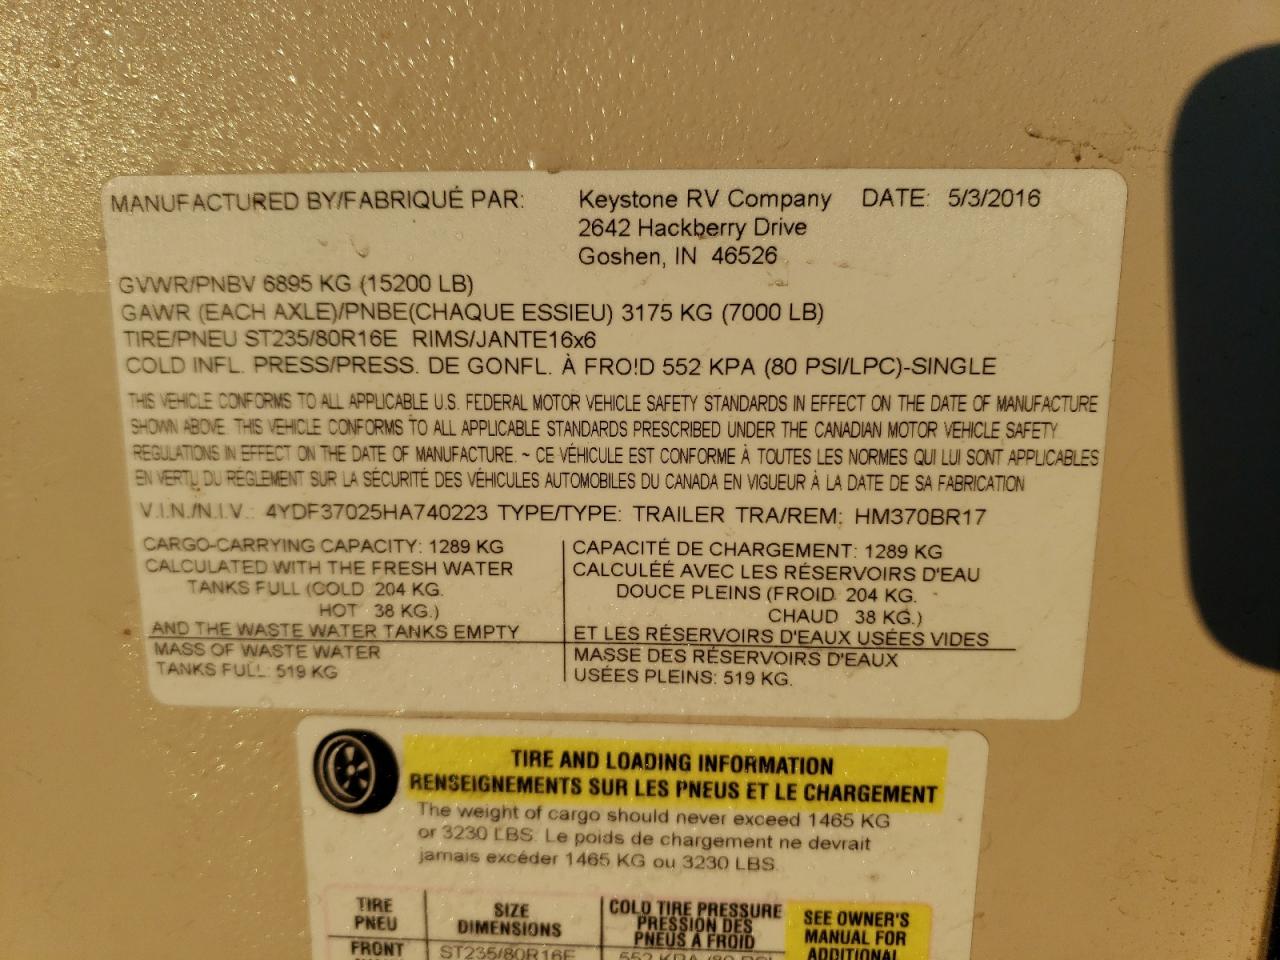 MANUFACTURED BY/FABRIQUÉ PAR: Keystone RV Company DATE: 5/3/2016
2642 Hackberry Drive
Goshen, IN 46526
GVWR/PNBV 6895 KG (15200 LB)
GAWR (EACH AXLE)/PNBE(CHAQUE ESSIEU) 3175 KG (7000 LB)
TIRE/PNEU ST235/80R16E RIMS/JANTE16x6
COLD INFL. PRESS/PRESS. DE GONFL. À FROID 552 KPA (80 PSI/LPC)-SINGLE
THIS VEHICLE CONFORMS TO ALL APPLICABLE U.S. FEDERAL MOTOR VEHICLE SAFETY STANDARDS IN EFFECT ON THE DATE OF MANUFACTURE
SHOWN ABOVE. THIS VEHICLE CONFORMS TO ALL APPLICABLE STANDARDS PRESCRIBED UNDER THE CANADIAN MOTOR VEHICLE SAFETY
REGULATIONS IN EFFECT ON THE DATE OF MANUFACTURE. ~ CE VÉHICULE EST CONFORME À TOUTES LES NORMES QUI LUI SONT APPLICABLES
EN VERTU DU RÉGLEMENT SUR LA SÉCURITÉ DES VÉHICULES AUTOMOBILES DU CANADA EN VIGUEUR À LA DATE DE SA FABRICATION
V.I.N./N.I.V.: 4YDF37025HA740223 TYPE/TYPE: TRAILER TRA/REM: HM370BR17
CARGO-CARRYING CAPACITY: 1289 KG
CALCULATED WITH THE FRESH WATER
TANKS FULL (COLD 204 KG.
HOT 38 KG.)
AND THE WASTE WATER TANKS EMPTY
MASS OF WASTE WATER
TANKS FULL: 519 KG
CAPACITÉ DE CHARGEMENT: 1289 KG
CALCULÉE AVEC LES RÉSERVOIRS D'EAU
DOUCE PLEINS (FROID 204 KG.
CHAUD 38 KG.)
ET LES RÉSERVOIRS D'EAUX USÉES VIDES
MASSE DES RÉSERVOIRS D'EAUX
USÉES PLEINS: 519 KG.
TIRE AND LOADING INFORMATION
RENSEIGNEMENTS SUR LES PNEUS ET LE CHARGEMENT
The weight of cargo should never exceed 1465 KG
or 3230 LBS. Le poids de chargement ne devrait
jamais excéder 1465 KG ou 3230 LBS.
TIRE
PNEU
SIZE
DIMENSIONS
COLD TIRE PRESSURE
PRESSION DES
PNEUS A FROID
SEE OWNER'S
MANUAL FOR
ADDITIONAL
FRONT
ST235/80R16E
552 KPA (80 PSI